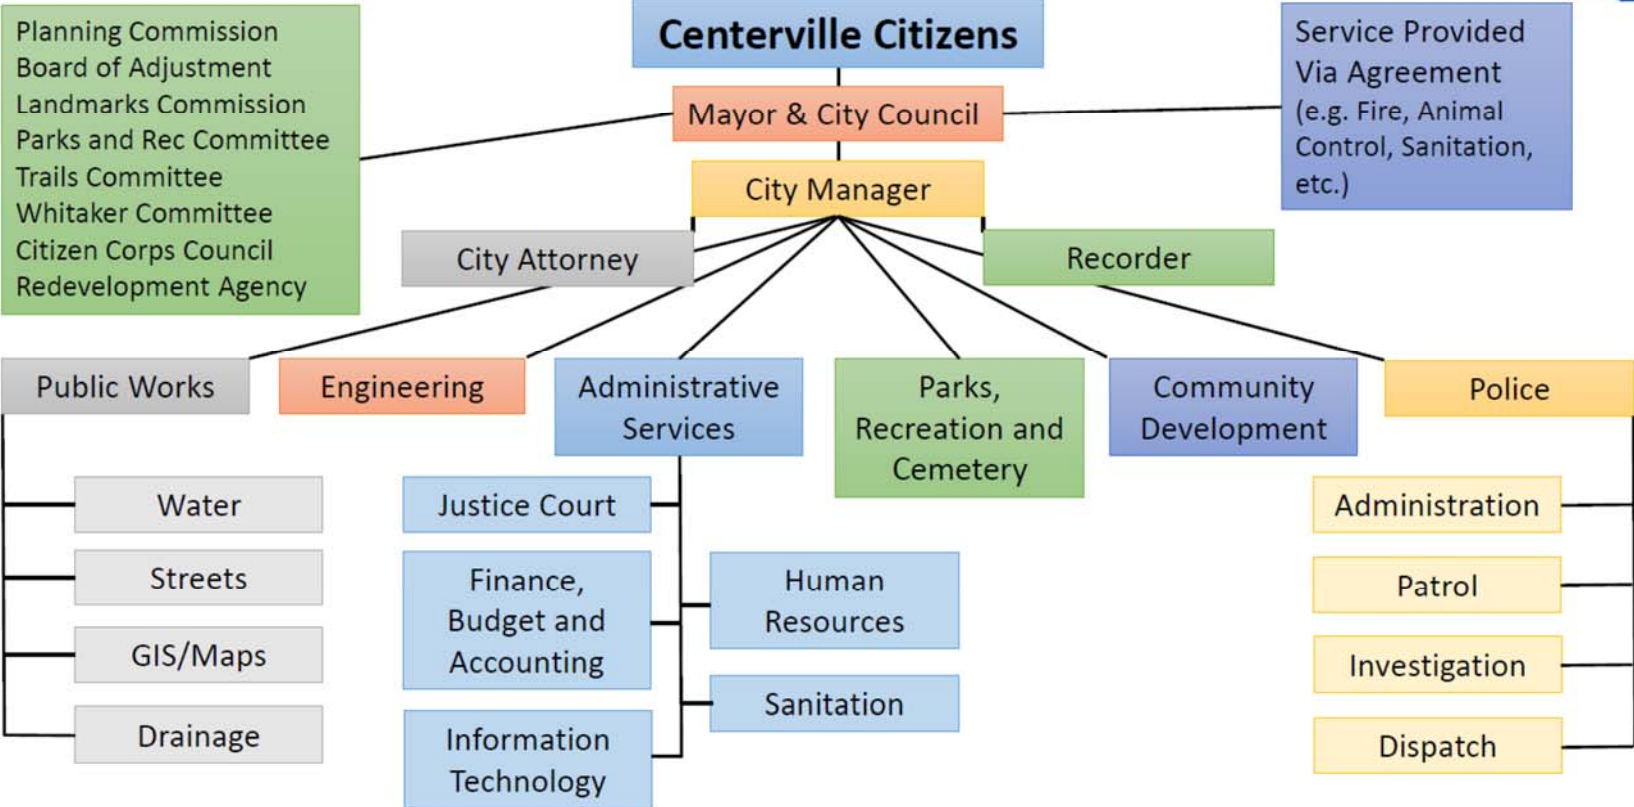 Planning Commission
Board of Adjustment
Landmarks Commission
Parks and Rec Committee
Trails Committee
Whitaker Committee
Citizen Corps Council
Redevelopment Agency
Centerville Citizens
Mayor & City Council
City Manager
Service Provided
Via Agreement
(e.g. Fire, Animal
Control, Sanitation,
etc.)
City Attorney
Recorder
Public Works
Engineering
Administrative
Services
Parks,
Recreation and
Cemetery
Community
Development
Police
Water
Streets
GIS/Maps
Drainage
Justice Court
Finance,
Budget and
Accounting
Information
Technology
Human
Resources
Sanitation
Administration
Patrol
Investigation
Dispatch